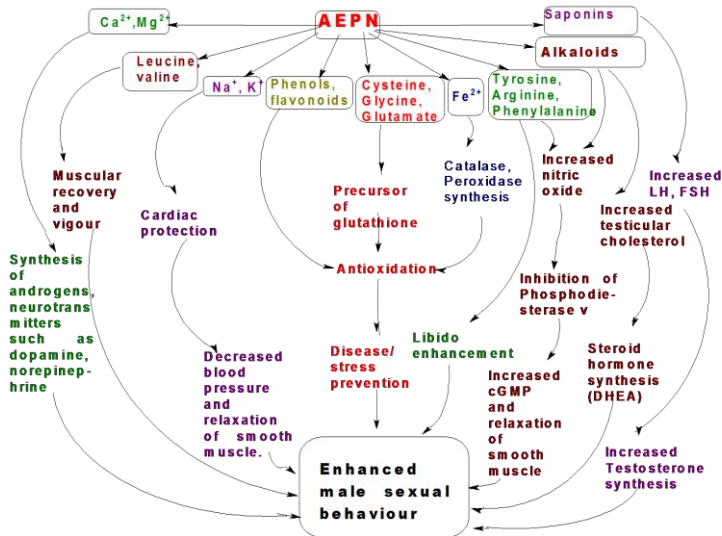 AEPN
Ca2+,Mg2+
Saponins
Alkaloids
Leucine,
valine
Na+, K+
Phenols,
flavonoids
Cysteine,
Glycine,
Glutamate
Fe2+
Tyrosine,
Arginine,
Phenylalanine
Muscular
recovery
and
vigour
Cardiac
protection
Precursor
of
glutathione
Catalase,
Peroxidase
synthesis
Increased
nitric
oxide
Increased
testicular
cholesterol
Increased
LH, FSH
Synthesis
of
androgens,
neurotrans
mitters
such as
dopamine,
norepinep-
hrine
Antioxidation
Inhibition of
Phosphodie-
sterase v
Decreased
blood
pressure
and
relaxation
of smooth
muscle.
Disease/
stress
prevention
Libido
enhancement
Increased
cGMP
and
relaxation
of
smooth
muscle
Steroid
hormone
synthesis
(DHEA)
Increased
Testosterone
synthesis
Enhanced
male sexual
behaviour